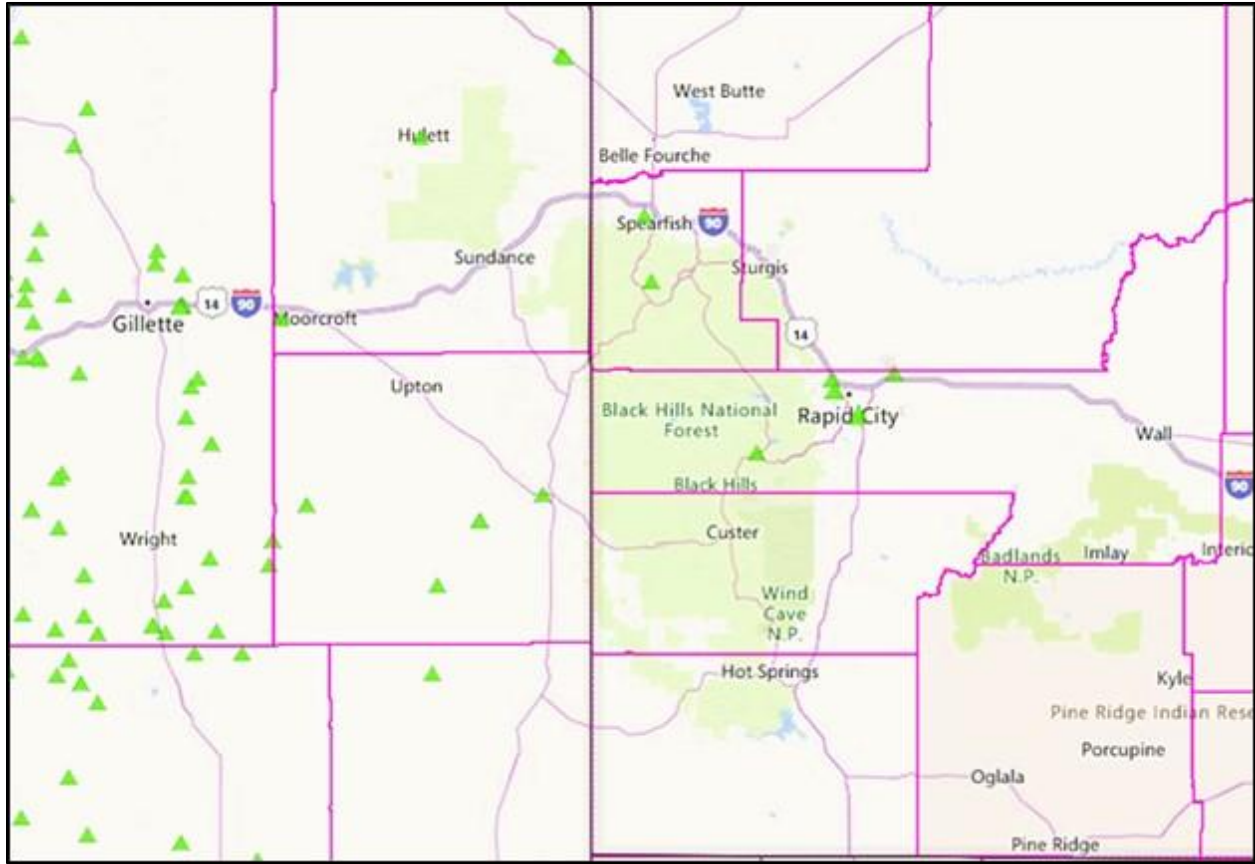 West Butte
Hulett
Belle Fourche
Spearfish
90
Sundance
Sturgis
14
90
Moorcroft
Gillette
14
Upton
Black Hills National
Forest
Rapid City
Wall
Black Hills
90
Custer
Wright
Badlands
N.P.
Imlay
Interio
Wind
Cave
N.P.
Hot Springs
Kyle
Pine Ridge Indian Rese
Porcupine
Oglala
Pine Ridge